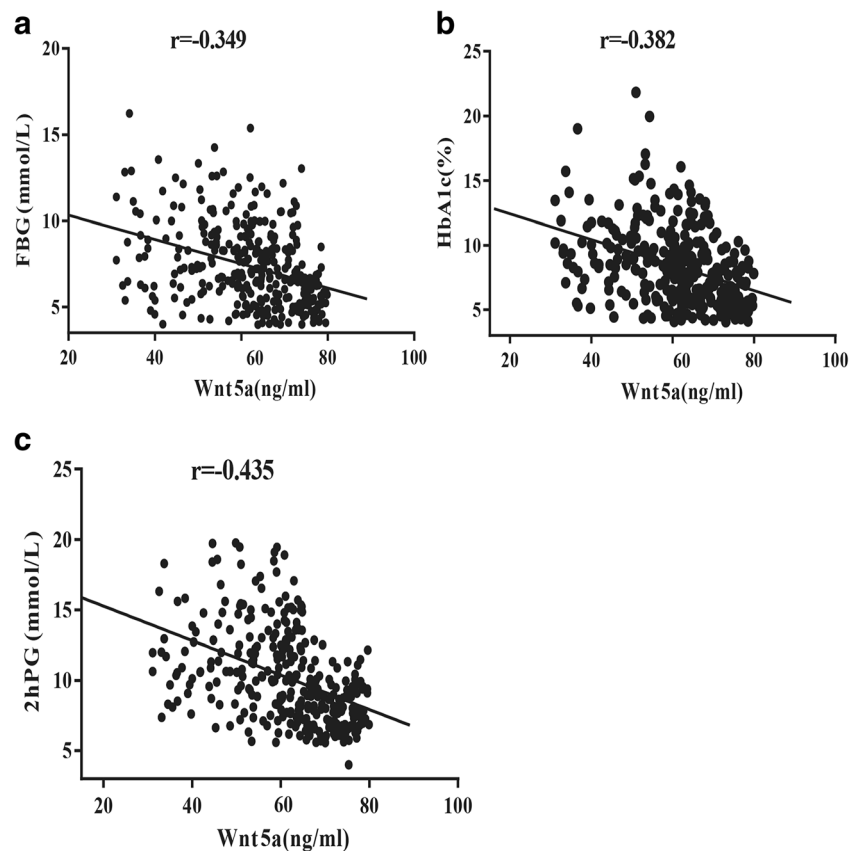 a
r=-0.349
20
15
10
5
FBG (mmol/L)
20 40 60 80 100
Wnt5a(ng/ml)
b
r=-0.382
25
20
15
10
5
HbA1c(%)
20 40 60 80 100
Wnt5a(ng/ml)
c
r=-0.435
25
20
15
10
5
2hPG (mmol/L)
20 40 60 80 100
Wnt5a(ng/ml)